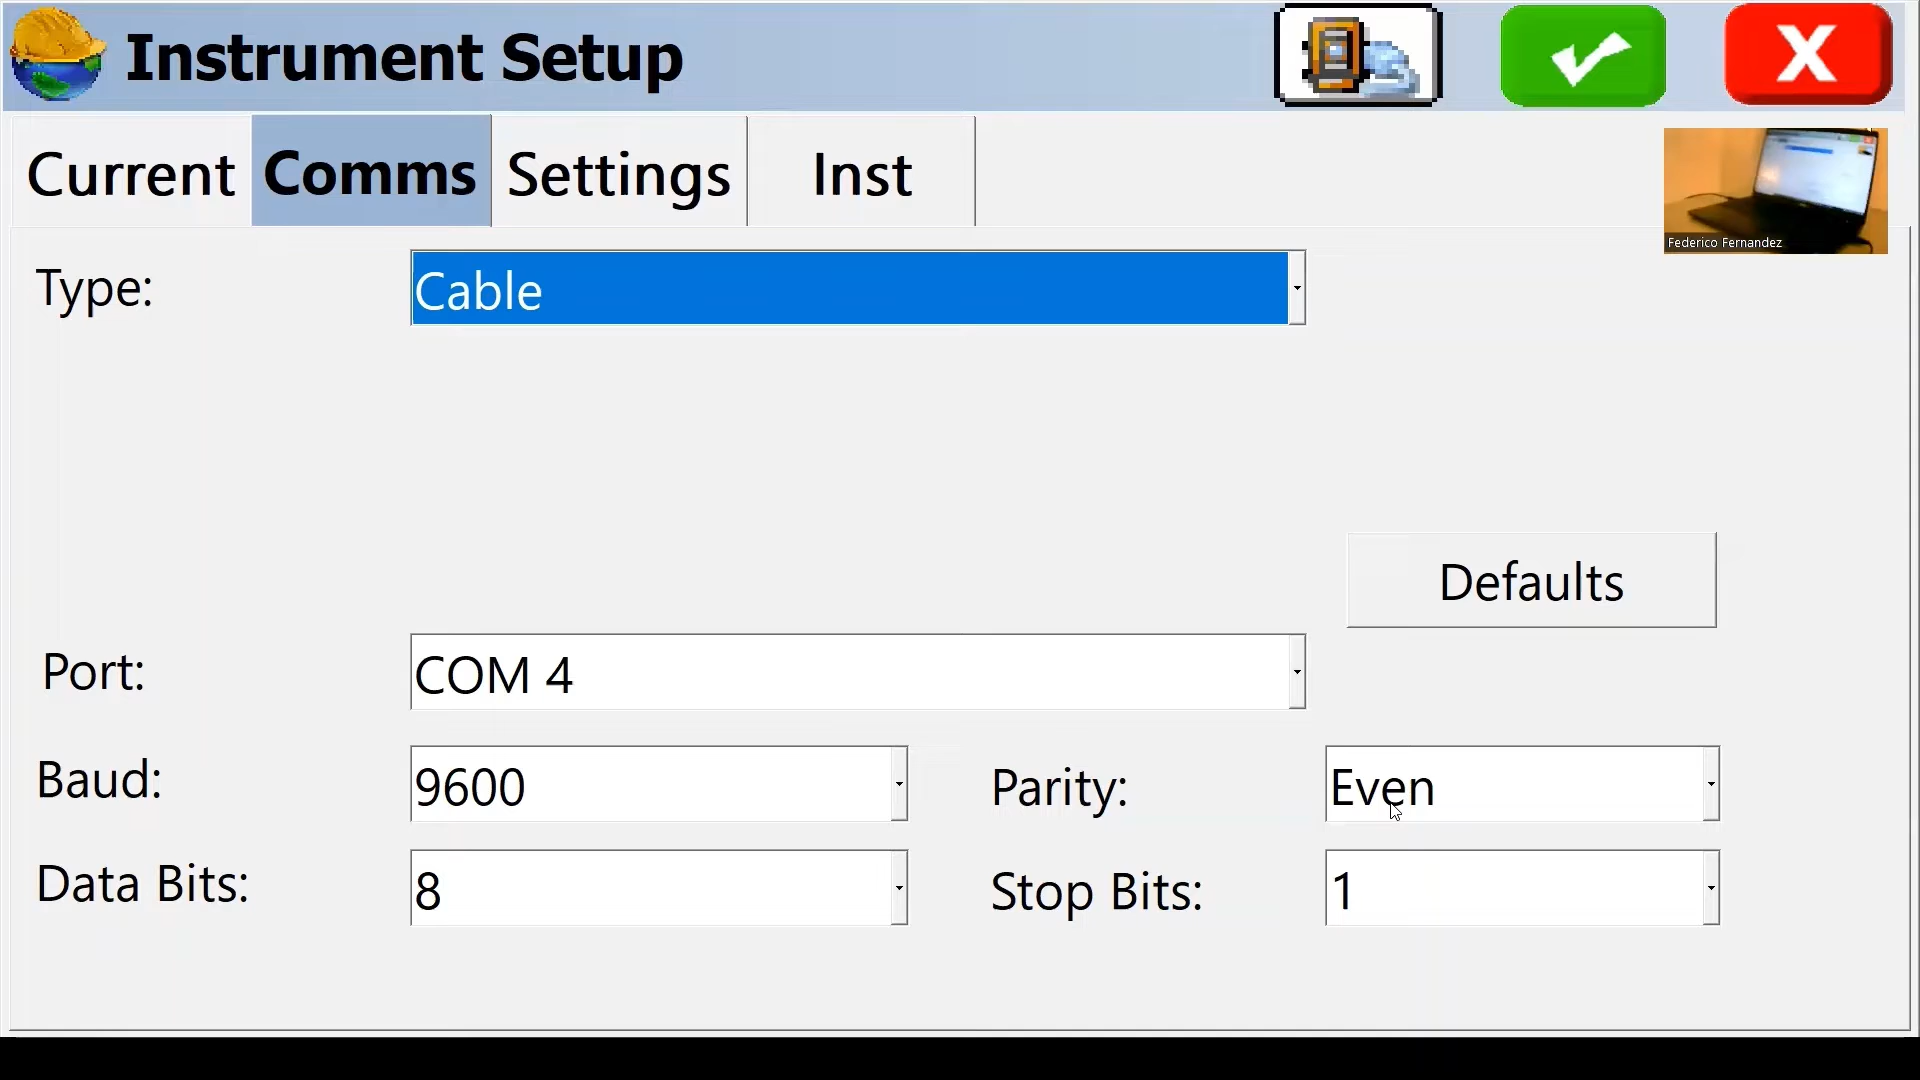 Instrument Setup
Current Comms Settings Inst
Federico Fernandez
Type: Cable
Defaults
Port: COM 4
Baud: 9600 Parity: Even
Data Bits: 8 Stop Bits: 1